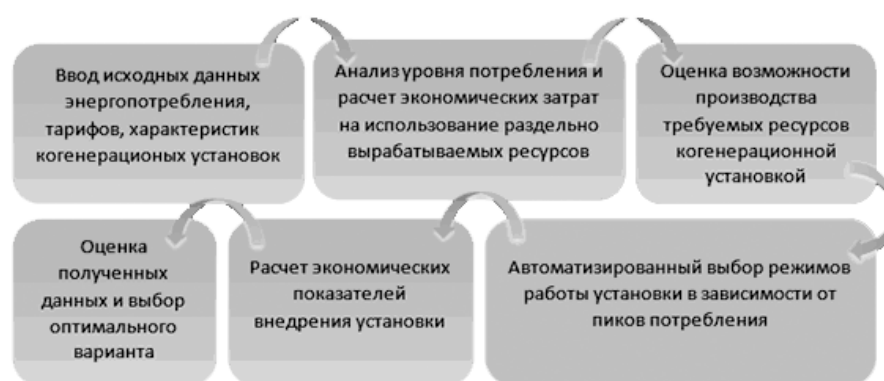 Ввод исходных данных
энергопотребления,
тарифов, характеристик
когенерационых установок
Анализ уровня потребления и
расчет экономических затрат
на использование раздельно
вырабатываемых ресурсов
Оценка возможности
производства
требуемых ресурсов
когенерационной
установкой
Автоматизированный выбор режимов
работы установки в зависимости от
пиков потребления
Расчет экономических
показателей
внедрения установки
Оценка
полученных
данных и выбор
оптимального
варианта